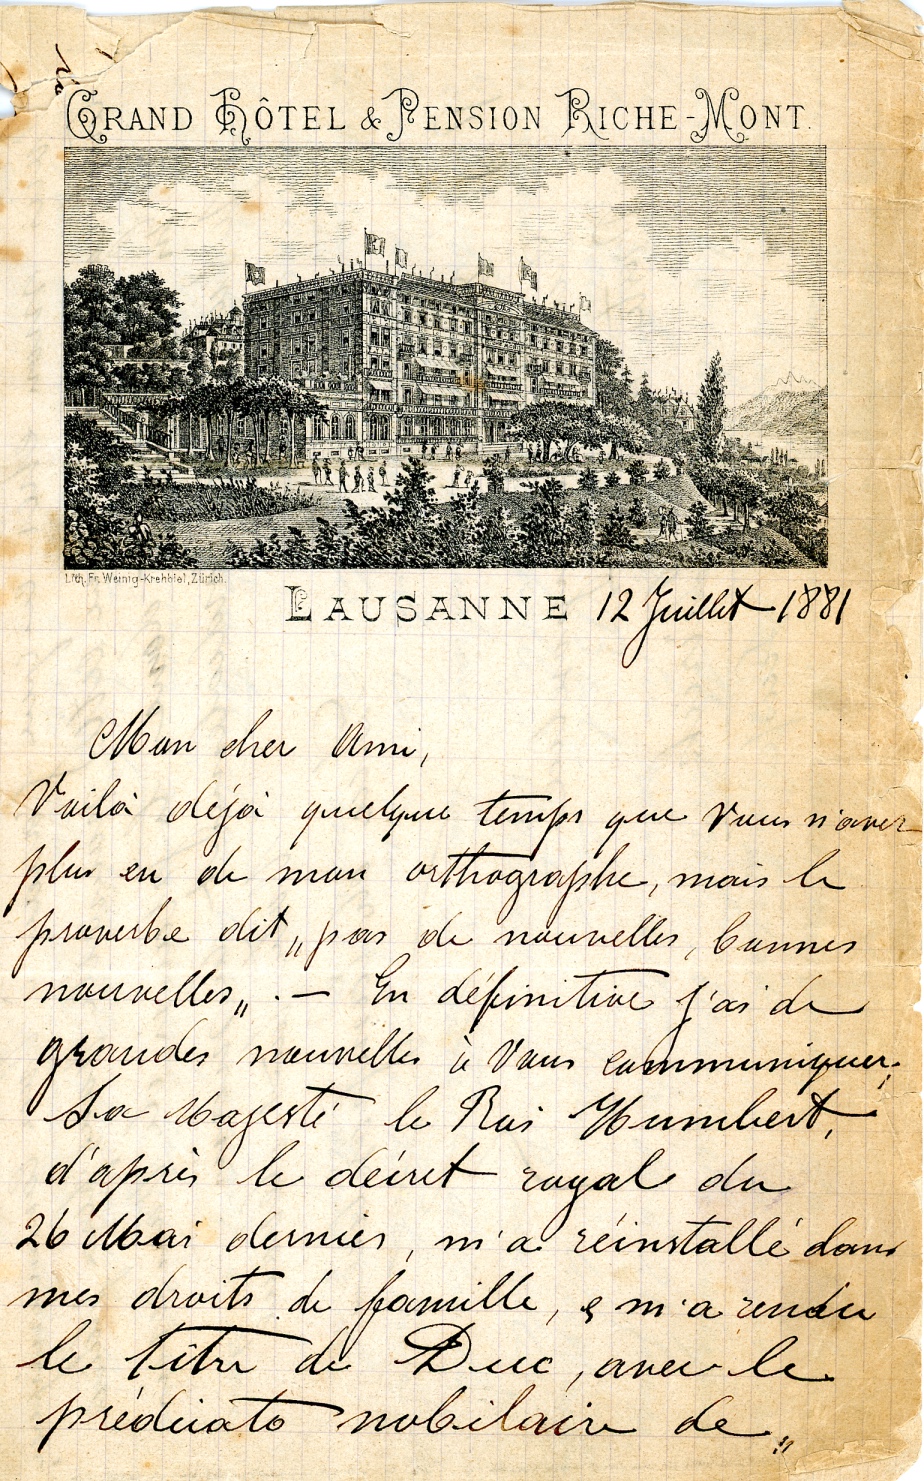 GRAND HÔTEL & PENSION RICHE-MONT.
Lith. Fr. Weinig-Krehbiel, Zürich.
LAUSANNE 12 Juillet 1881
Mon cher Ami,
Voilà déjà quelque temps que Vous n'avez
plus eu de mon orthographe, mais le
proverbe dit „pas de nouvelles, bonnes
nouvelles„. — En définitive j'ai de
grandes nouvelles à Vous communiquer;
Sa Majesté le Roi Humbert,
d'après le décret royal du
26 Mai dernier, m'a réinstallé dans
mes droits de famille, e m'a rendu
le titre de Duc, avec le
prédicato nobilaire de „